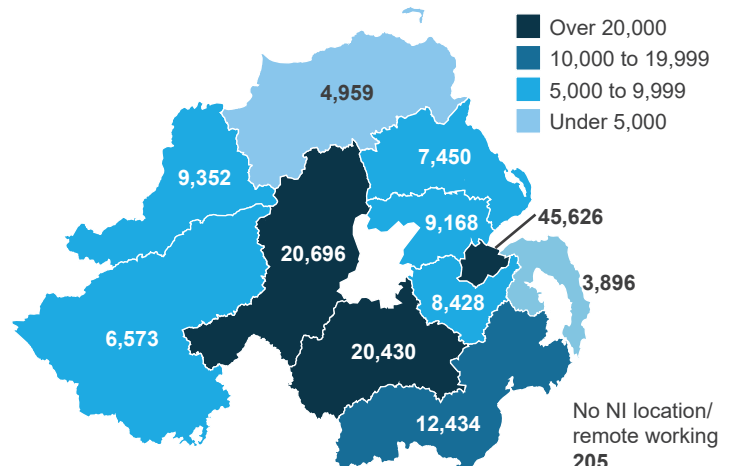 Over 20,000
10,000 to 19,999
5,000 to 9,999
Under 5,000
4,959
7,450
9,352
9,168
45,626
20,696
3,896
8,428
6,573
20,430
12,434
No NI location/
remote working
205